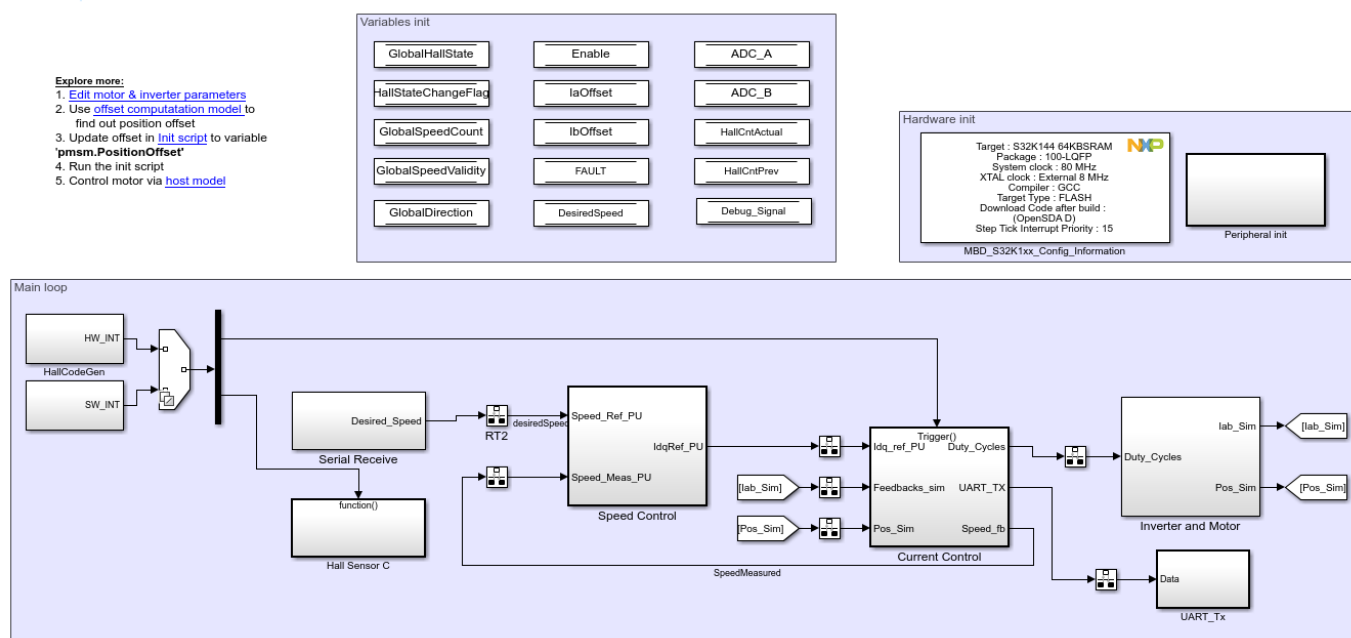 Explore more:
1. Edit motor & inverter parameters
2. Use offset computatation model to
find out position offset
3. Update offset in Init script to variable
'pmsm.PositionOffset'
4. Run the init script
5. Control motor via host model
Variables init
GlobalHallState
Enable
ADC_A
HallStateChangeFlag
IaOffset
ADC_B
GlobalSpeedCount
IbOffset
HallCntActual
GlobalSpeedValidity
FAULT
HallCntPrev
GlobalDirection
DesiredSpeed
Debug_Signal
Hardware init
NXP
Target : S32K144 64KBSRAM
Package : 100-LQFP
System clock : 80 MHz
XTAL clock : External 8 MHz
Compiler : GCC
Target Type : FLASH
Download Code after build :
(OpenSDA D)
Step Tick Interrupt Priority : 15
MBD_S32K1xx_Config_Information
Peripheral init
Main loop
HW_INT
HallCodeGen
SW_INT
Desired_Speed
Serial Receive
RT2
desiredSpeed
Speed_Ref_PU
IdqRef_PU
Speed_Meas_PU
Speed Control
function()
Hall Sensor C
[Iab_Sim]
[Pos_Sim]
Trigger()
Idq_ref_PU
Duty_Cycles
Feedbacks_sim
UART_TX
Pos_Sim
Speed_fb
Current Control
SpeedMeasured
Duty_Cycles
Iab_Sim
Pos_Sim
Inverter and Motor
[Iab_Sim]
[Pos_Sim]
Data
UART_Tx